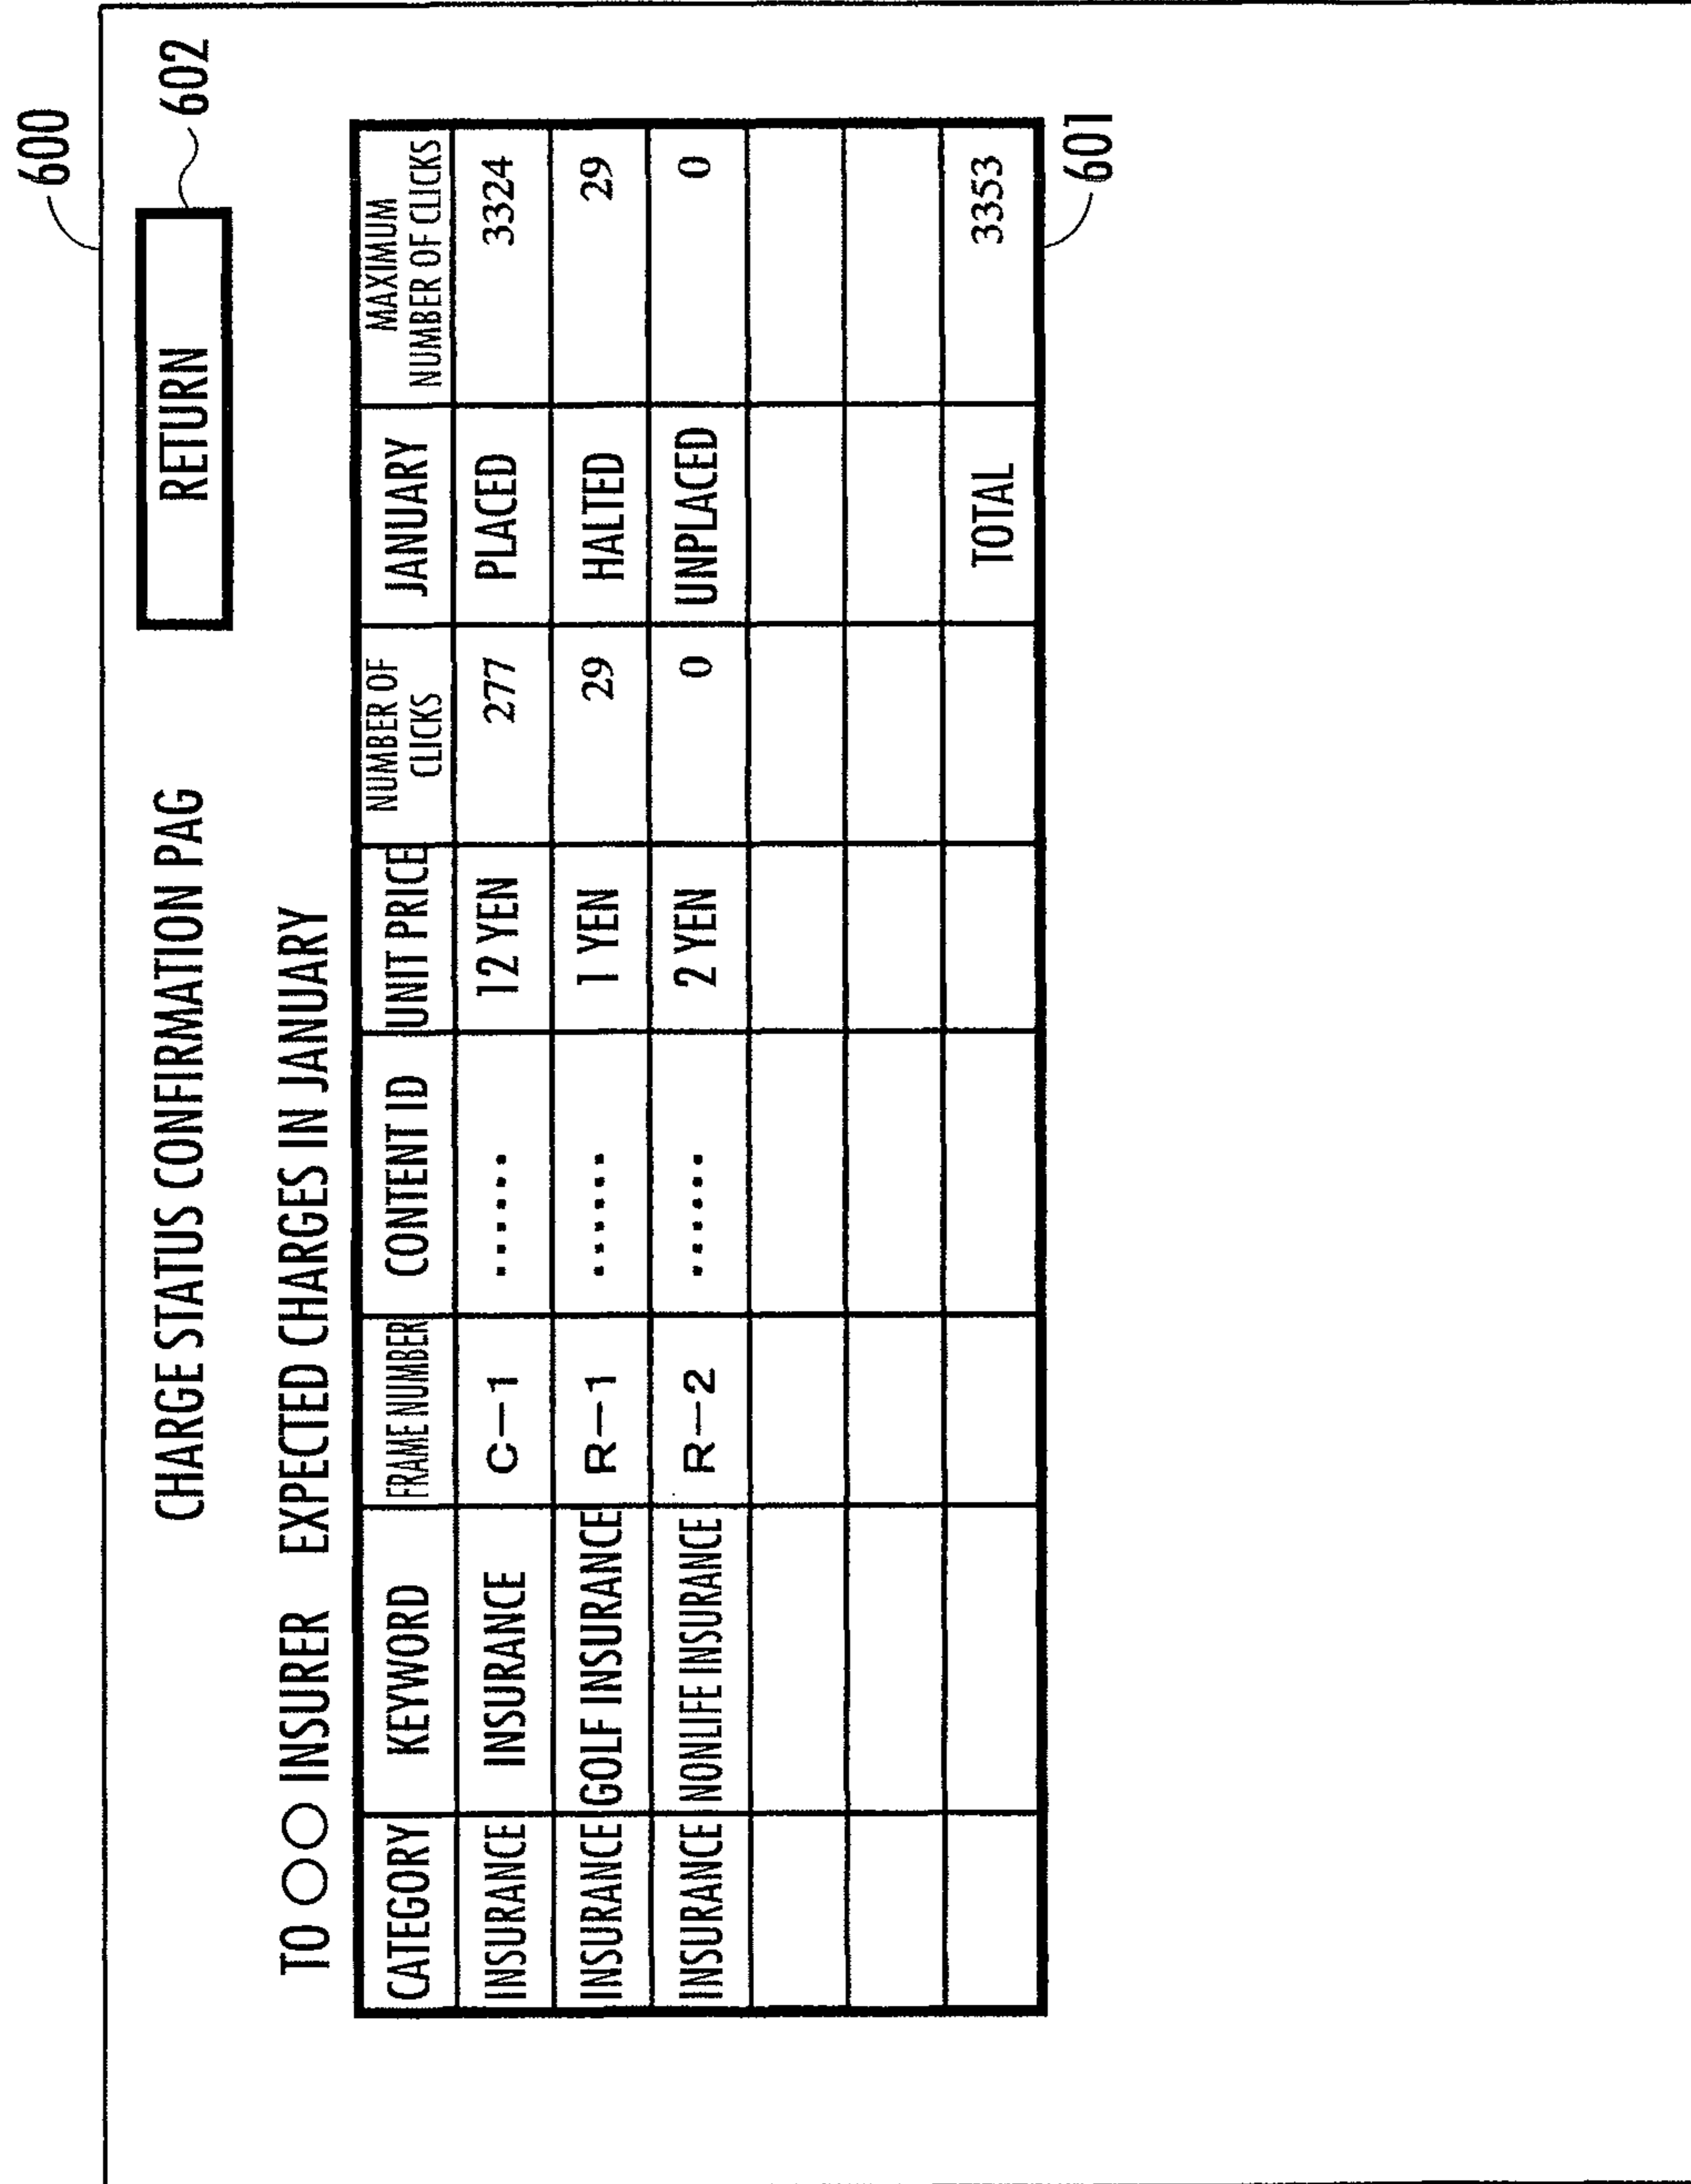 600
CHARGE STATUS CONFIRMATION PAG
RETURN
602
TO ○○ INSURER EXPECTED CHARGES IN JANUARY
CATEGORY KEYWORD FRAME NUMBER CONTENT ID UNIT PRICE NUMBER OF CLICKS JANUARY MAXIMUM NUMBER OF CLICKS
INSURANCE INSURANCE C-1 ······ 12 YEN 277 PLACED 3324
INSURANCE GOLF INSURANCE R-1 ······ 1 YEN 29 HALTED 29
INSURANCE NONLIFE INSURANCE R-2 ······ 2 YEN 0 UNPLACED 0
TOTAL 3353
601